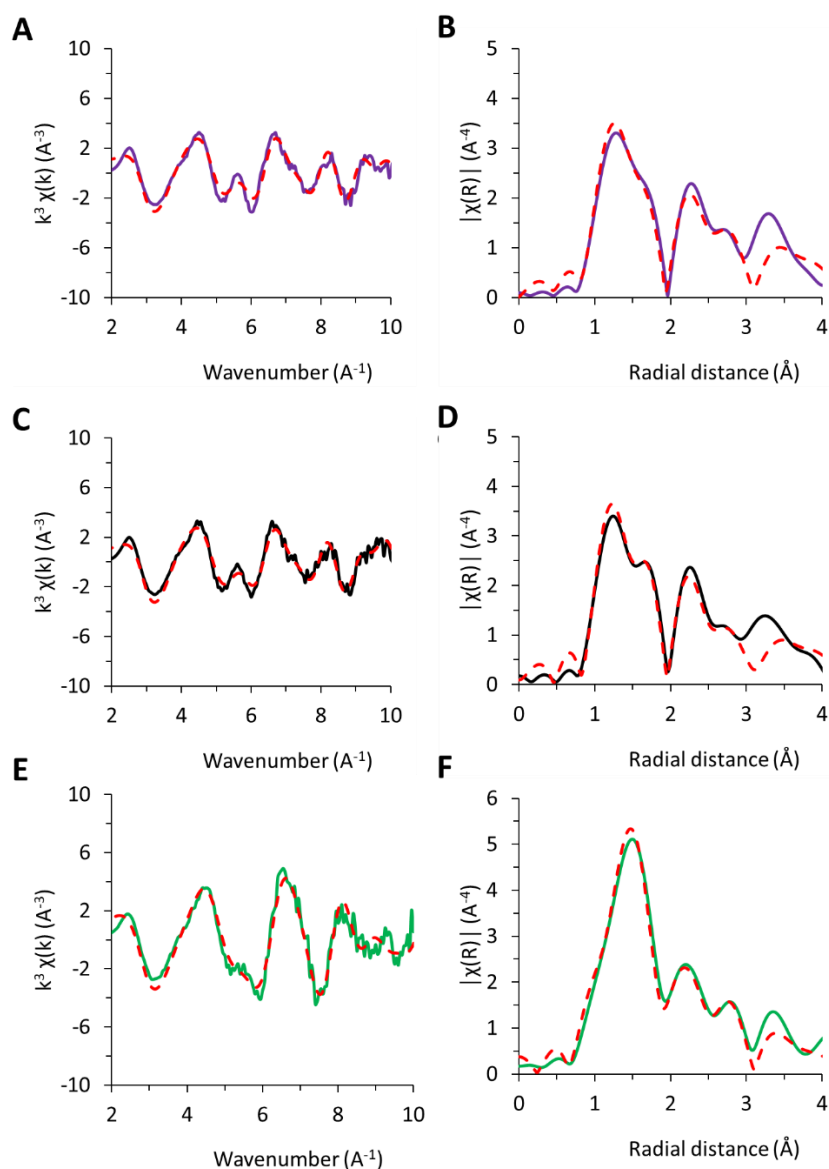 A
B
10
6
2
-2
-6
-10
k³ χ(k) (A⁻³)
2 4 6 8 10
Wavenumber (A⁻¹)
5
4
3
2
1
0
|χ(R)| (A⁻⁴)
0 1 2 3 4
Radial distance (Å)
C
D
10
6
2
-2
-6
-10
k³ χ(k) (A⁻³)
2 4 6 8 10
Wavenumber (A⁻¹)
5
4
3
2
1
0
|χ(R)| (A⁻⁴)
0 1 2 3 4
Radial distance (Å)
E
F
10
6
2
-2
-6
-10
k³ χ(k) (A⁻³)
2 4 6 8 10
Wavenumber (A⁻¹)
6
5
4
3
2
1
0
|χ(R)| (A⁻⁴)
0 1 2 3 4
Radial distance (Å)